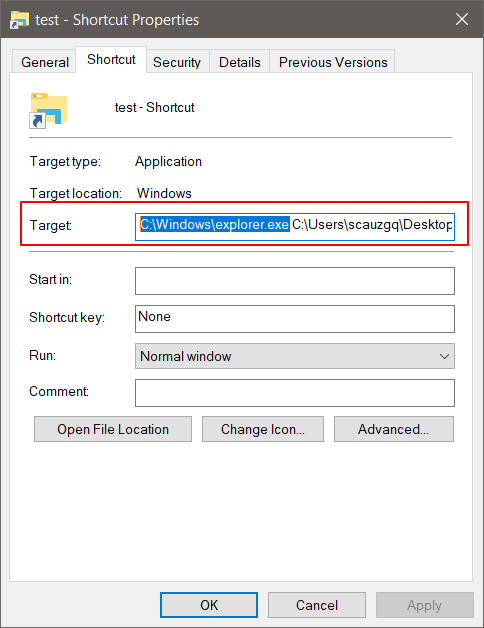 test - Shortcut Properties
General Shortcut Security Details Previous Versions
test - Shortcut
Target type: Application
Target location: Windows
Target: C:\Windows\explorer.exe C:\Users\scauzgq\Desktop
Start in:
Shortcut key: None
Run: Normal window
Comment:
Open File Location Change Icon... Advanced...
OK Cancel Apply